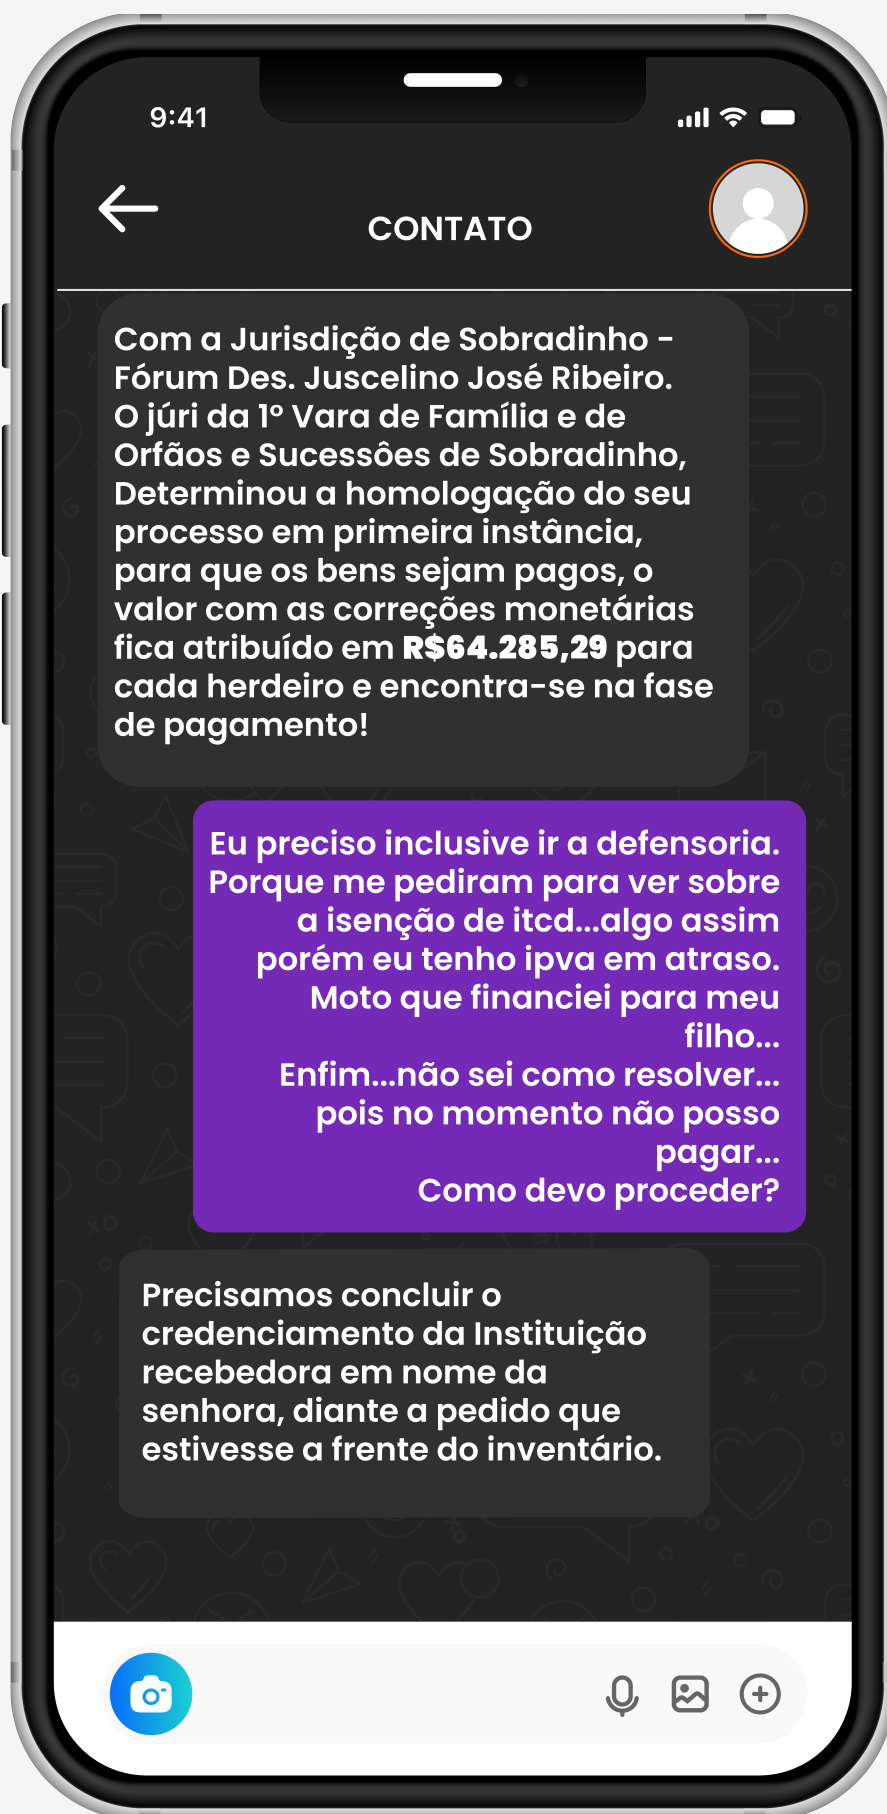 9:41
CONTATO
Com a Jurisdição de Sobradinho -
Fórum Des. Juscelino José Ribeiro.
O júri da 1º Vara de Família e de
Orfãos e Sucessôes de Sobradinho,
Determinou a homologação do seu
processo em primeira instância,
para que os bens sejam pagos, o
valor com as correções monetárias
fica atribuído em R$64.285,29 para
cada herdeiro e encontra-se na fase
de pagamento!
Eu preciso inclusive ir a defensoria.
Porque me pediram para ver sobre
a isenção de itcd...algo assim
porém eu tenho ipva em atraso.
Moto que financiei para meu
filho...
Enfim...não sei como resolver...
pois no momento não posso
pagar...
Como devo proceder?
Precisamos concluir o
credenciamento da Instituição
recebedora em nome da
senhora, diante a pedido que
estivesse a frente do inventário.